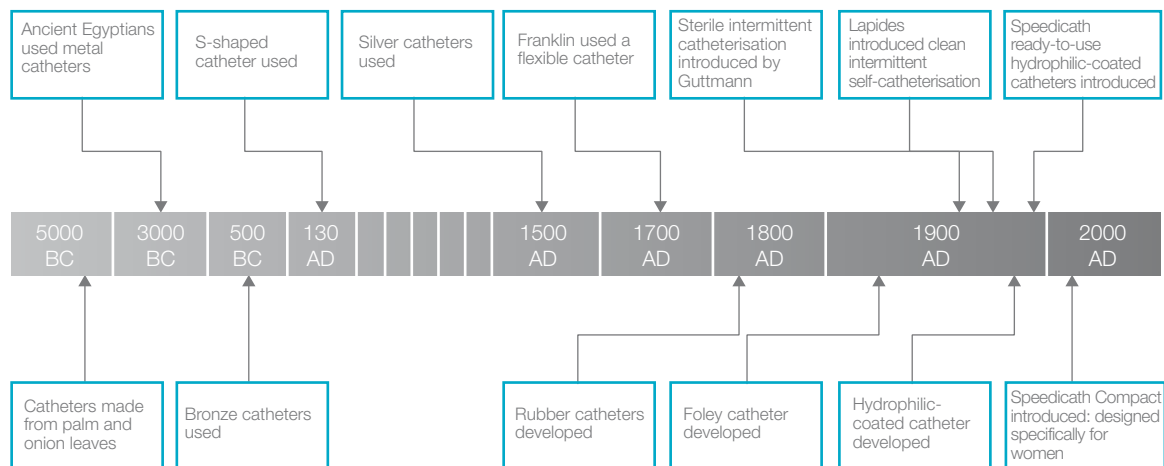 Ancient Egyptians
used metal
catheters
S-shaped
catheter used
Silver catheters
used
Franklin used a
flexible catheter
Sterile intermittent
catheterisation
introduced by
Guttmann
Lapides
introduced clean
intermittent
self-catheterisation
Speedicath
ready-to-use
hydrophilic-coated
catheters introduced
5000
BC
3000
BC
500
BC
130
AD
1500
AD
1700
AD
1800
AD
1900
AD
2000
AD
Catheters made
from palm and
onion leaves
Bronze catheters
used
Rubber catheters
developed
Foley catheter
developed
Hydrophilic-
coated catheter
developed
Speedicath Compact
introduced: designed
specifically for
women